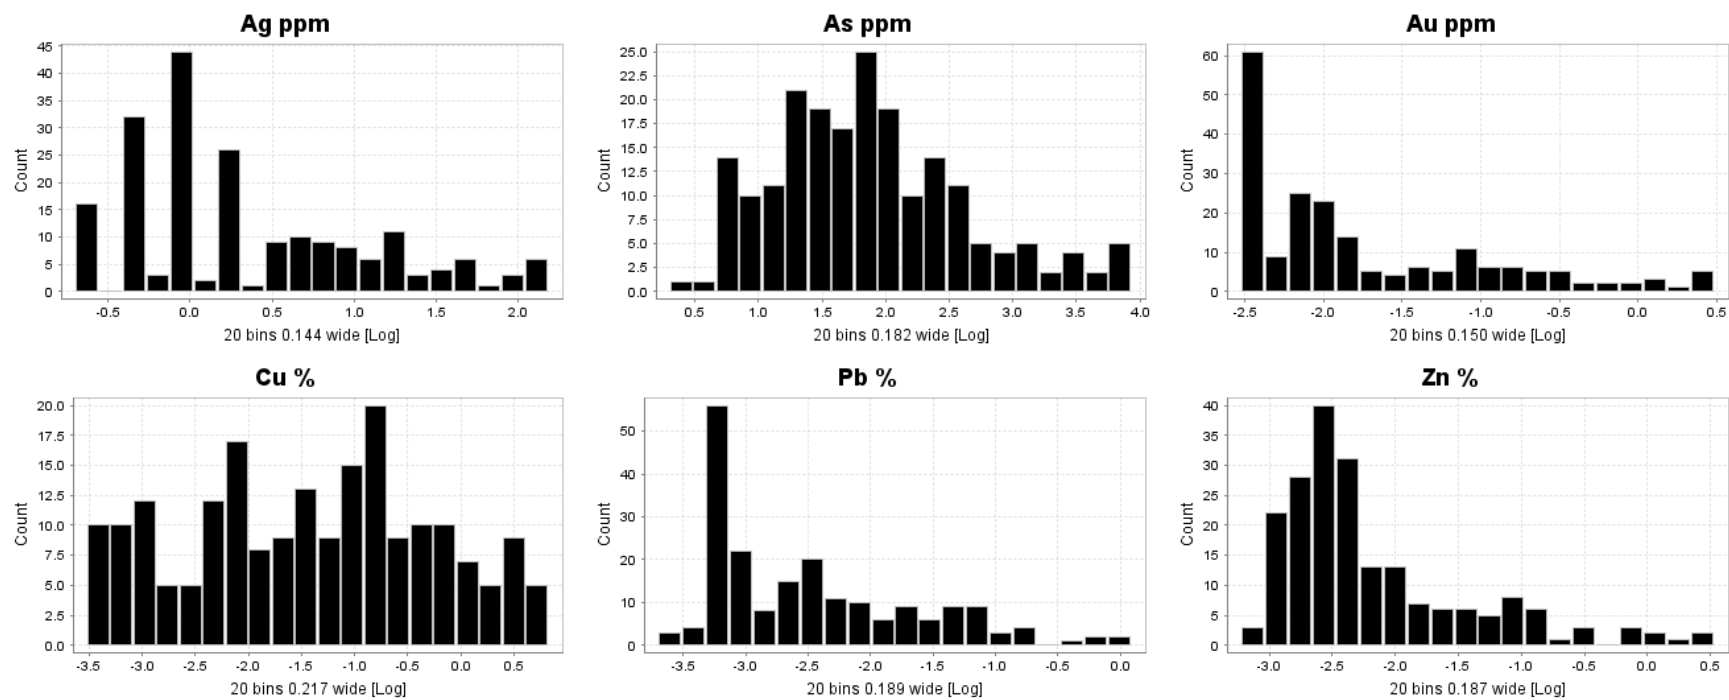 Ag ppm
45
40
35
30
25
20
15
10
5
0
Count
-0.5 0.0 0.5 1.0 1.5 2.0
20 bins 0.144 wide [Log]
As ppm
25.0
22.5
20.0
17.5
15.0
12.5
10.0
7.5
5.0
2.5
0.0
Count
0.5 1.0 1.5 2.0 2.5 3.0 3.5 4.0
20 bins 0.182 wide [Log]
Au ppm
60
50
40
30
20
10
0
Count
-2.5 -2.0 -1.5 -1.0 -0.5 0.0 0.5
20 bins 0.150 wide [Log]
Cu %
20.0
17.5
15.0
12.5
10.0
7.5
5.0
2.5
0.0
Count
-3.5 -3.0 -2.5 -2.0 -1.5 -1.0 -0.5 0.0 0.5
20 bins 0.217 wide [Log]
Pb %
50
40
30
20
10
0
Count
-3.5 -3.0 -2.5 -2.0 -1.5 -1.0 -0.5 0.0
20 bins 0.189 wide [Log]
Zn %
40
35
30
25
20
15
10
5
0
Count
-3.0 -2.5 -2.0 -1.5 -1.0 -0.5 0.0 0.5
20 bins 0.187 wide [Log]